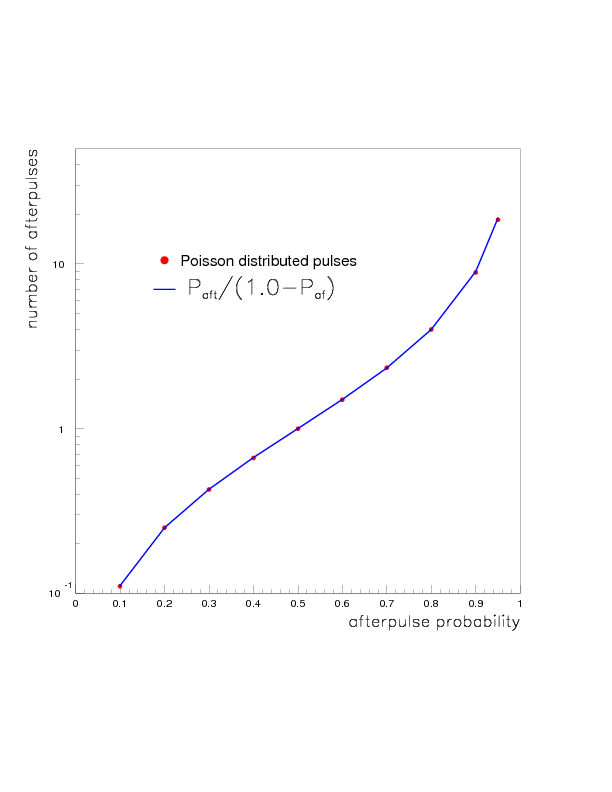 number of afterpulses
10
1
10 -1
Poisson distributed pulses
Paft/(1.0-Paf)
0 0.1 0.2 0.3 0.4 0.5 0.6 0.7 0.8 0.9 1
afterpulse probability